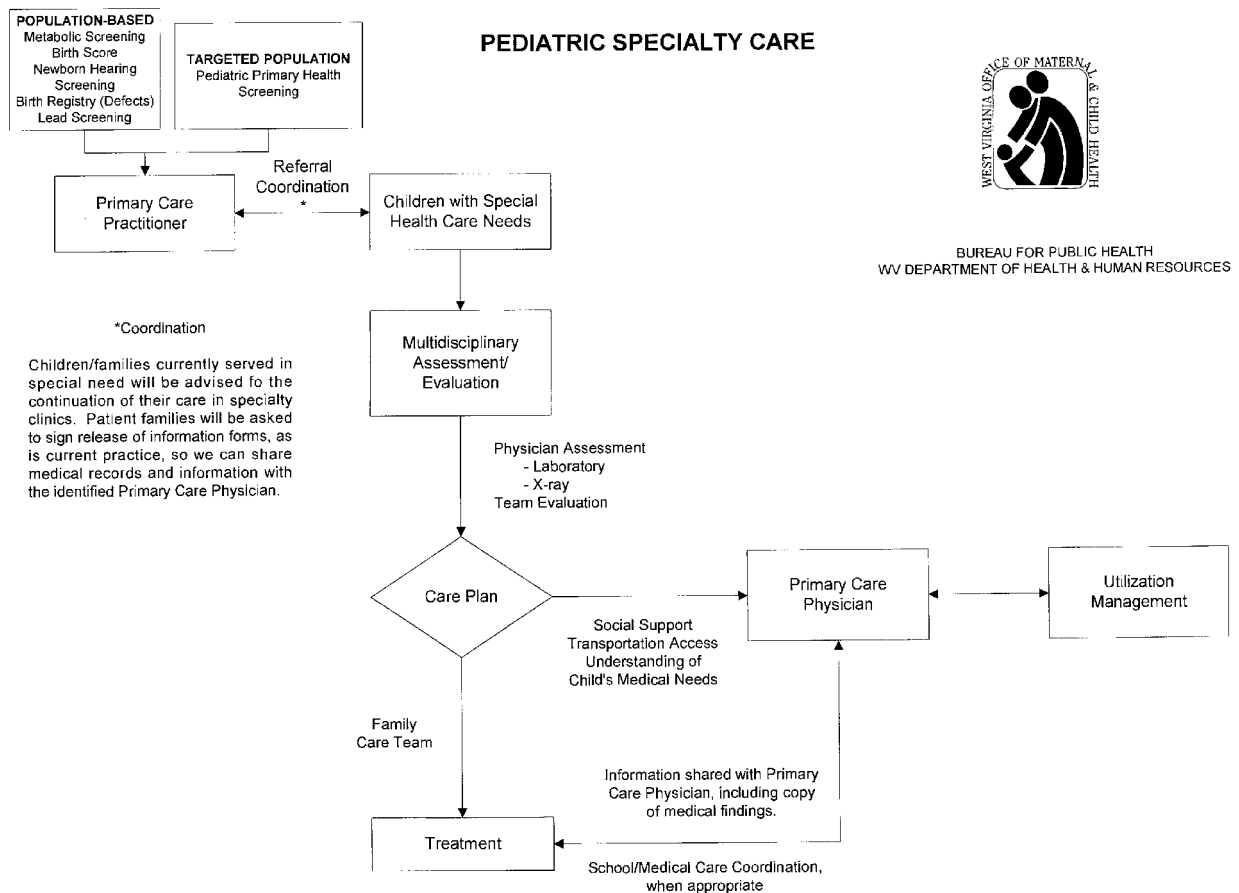 POPULATION-BASED
Metabolic Screening
Birth Score
Newborn Hearing
Screening
Birth Registry (Defects)
Lead Screening
TARGETED POPULATION
Pediatric Primary Health
Screening
PEDIATRIC SPECIALTY CARE
WEST VIRGINIA OFFICE OF MATERNAL & CHILD HEALTH
BUREAU FOR PUBLIC HEALTH
WV DEPARTMENT OF HEALTH & HUMAN RESOURCES
Primary Care
Practitioner
Referral
Coordination
*
Children with Special
Health Care Needs
*Coordination
Children/families currently served in
special need will be advised fo the
continuation of their care in specialty
clinics. Patient families will be asked
to sign release of information forms, as
is current practice, so we can share
medical records and information with
the identified Primary Care Physician.
Multidisciplinary
Assessment/
Evaluation
Physician Assessment
- Laboratory
- X-ray
Team Evaluation
Care Plan
Social Support
Transportation Access
Understanding of
Child's Medical Needs
Primary Care
Physician
Utilization
Management
Family
Care Team
Information shared with Primary
Care Physician, including copy
of medical findings.
Treatment
School/Medical Care Coordination,
when appropriate